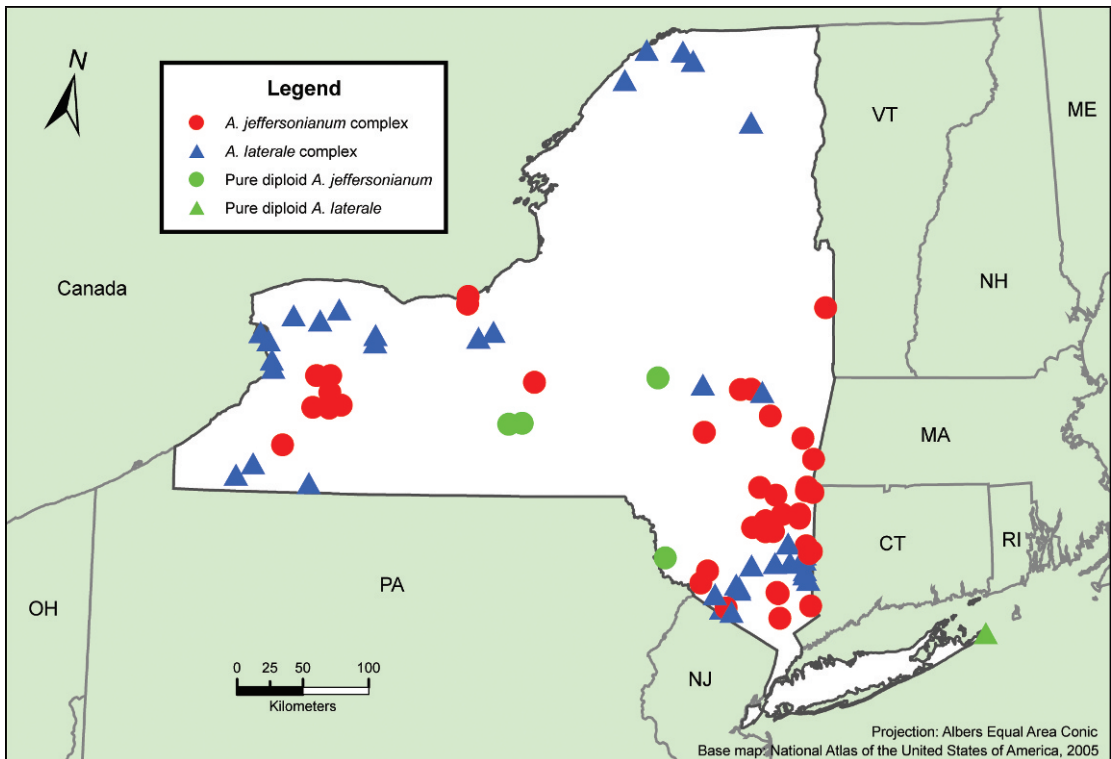 N
Legend
A. jeffersonianum complex
A. laterale complex
Pure diploid A. jeffersonianum
Pure diploid A. laterale
VT
ME
Canada
NH
MA
CT
RI
PA
OH
NJ
0 25 50 100
Kilometers
Projection: Albers Equal Area Conic
Base map: National Atlas of the United States of America, 2005